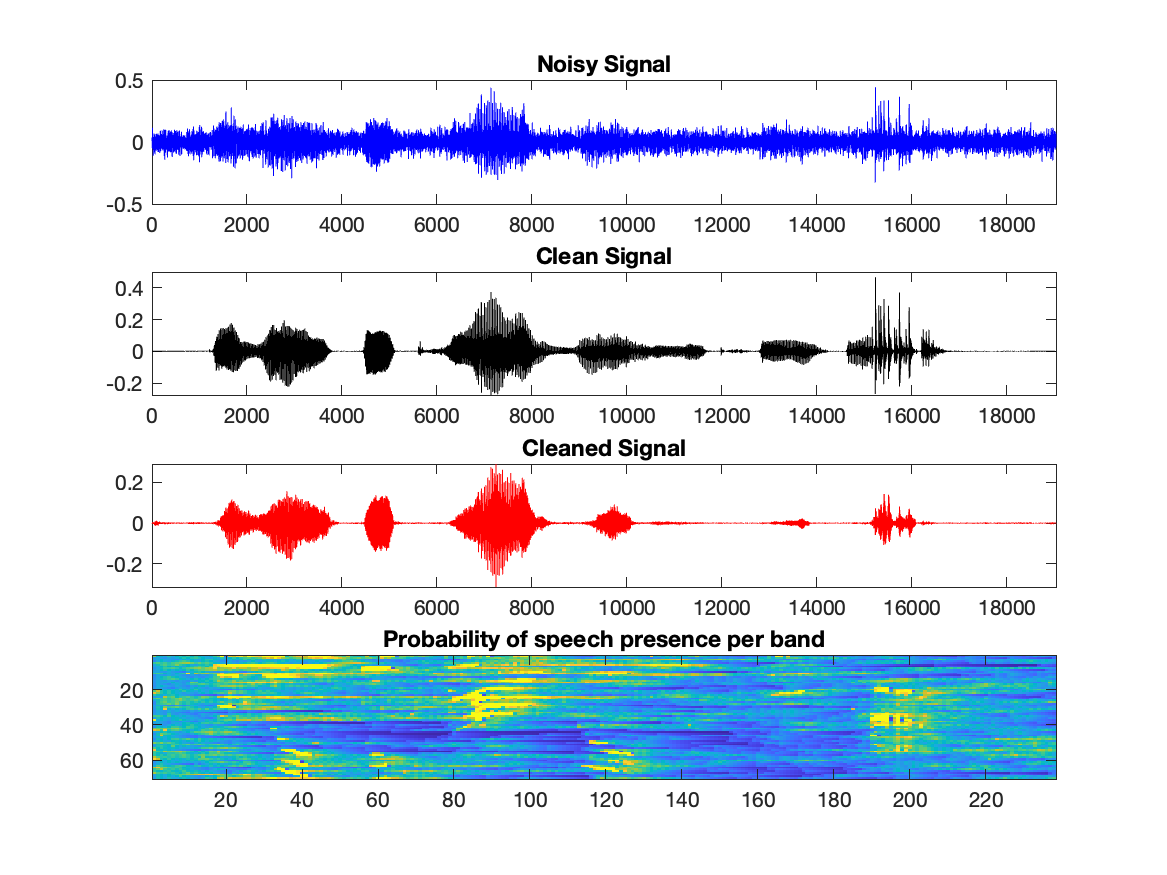 Noisy Signal
0.5
0
-0.5
0 2000 4000 6000 8000 10000 12000 14000 16000 18000
Clean Signal
0.4
0.2
0
-0.2
0 2000 4000 6000 8000 10000 12000 14000 16000 18000
Cleaned Signal
0.2
0
-0.2
0 2000 4000 6000 8000 10000 12000 14000 16000 18000
Probability of speech presence per band
20
40
60
20 40 60 80 100 120 140 160 180 200 220